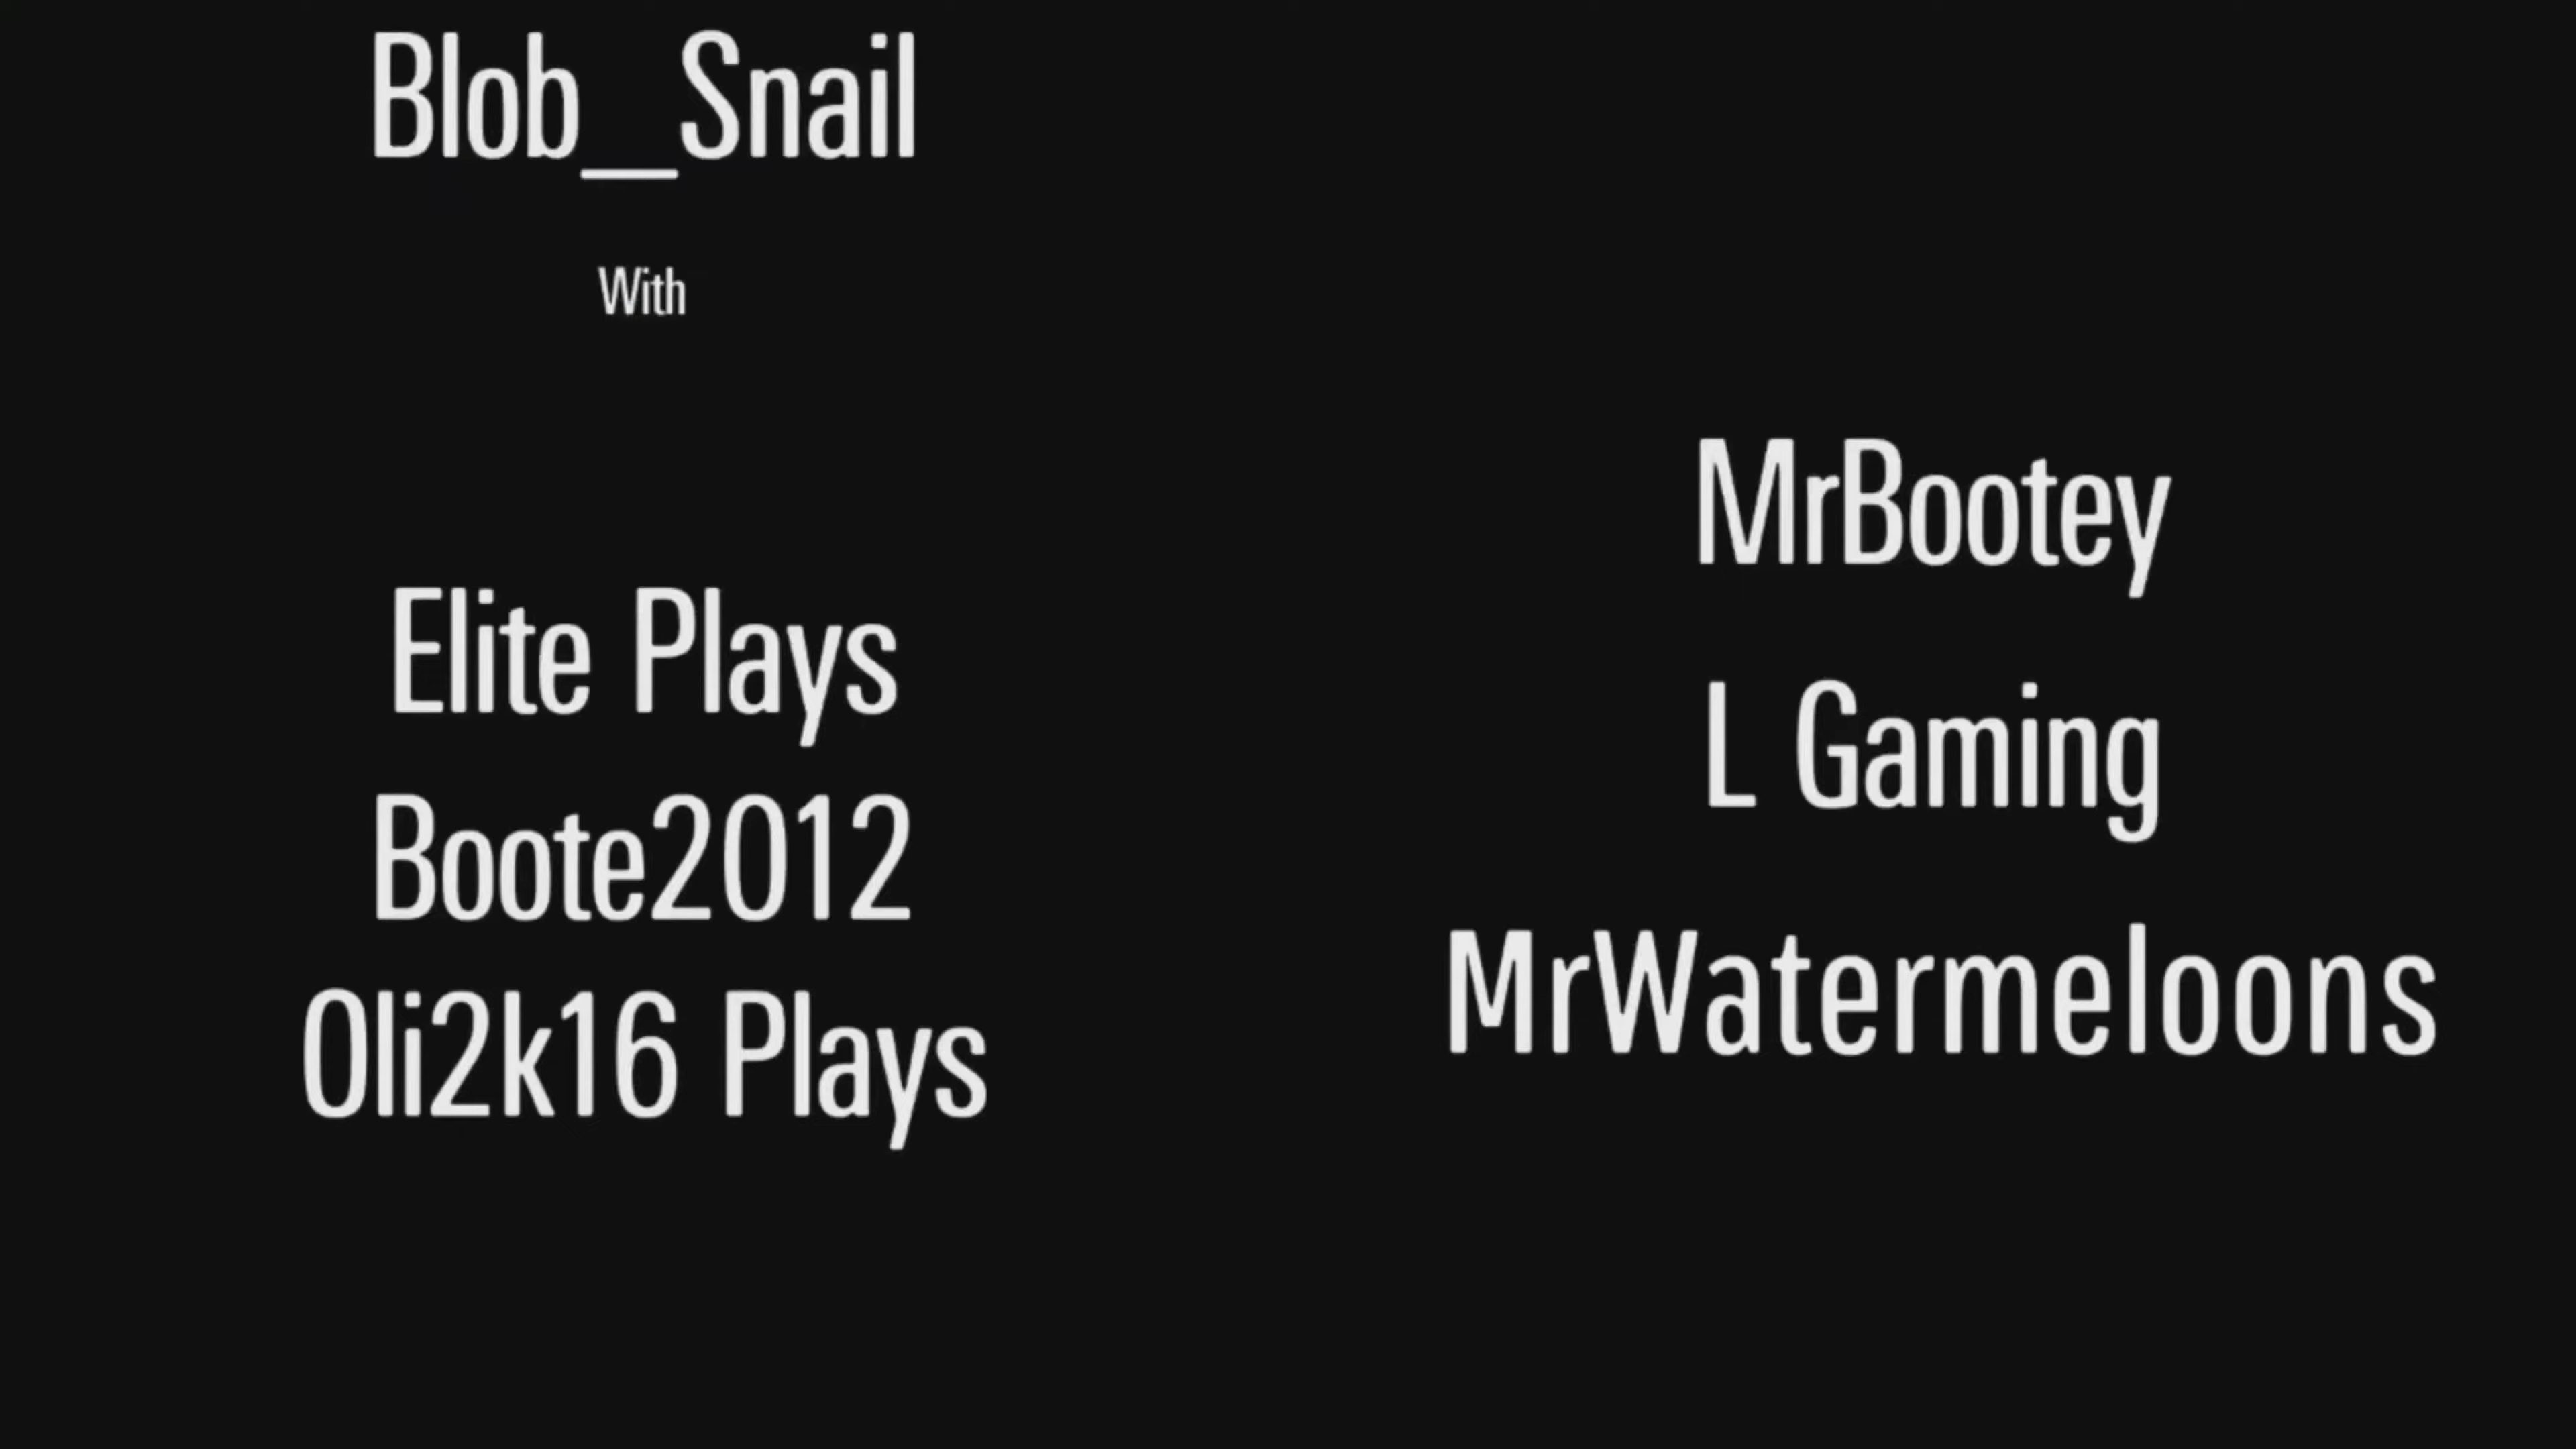 Blob_Snail
With
Elite Plays
Boote2012
Oli2k16 Plays
MrBootey
L Gaming
MrWatermeloons